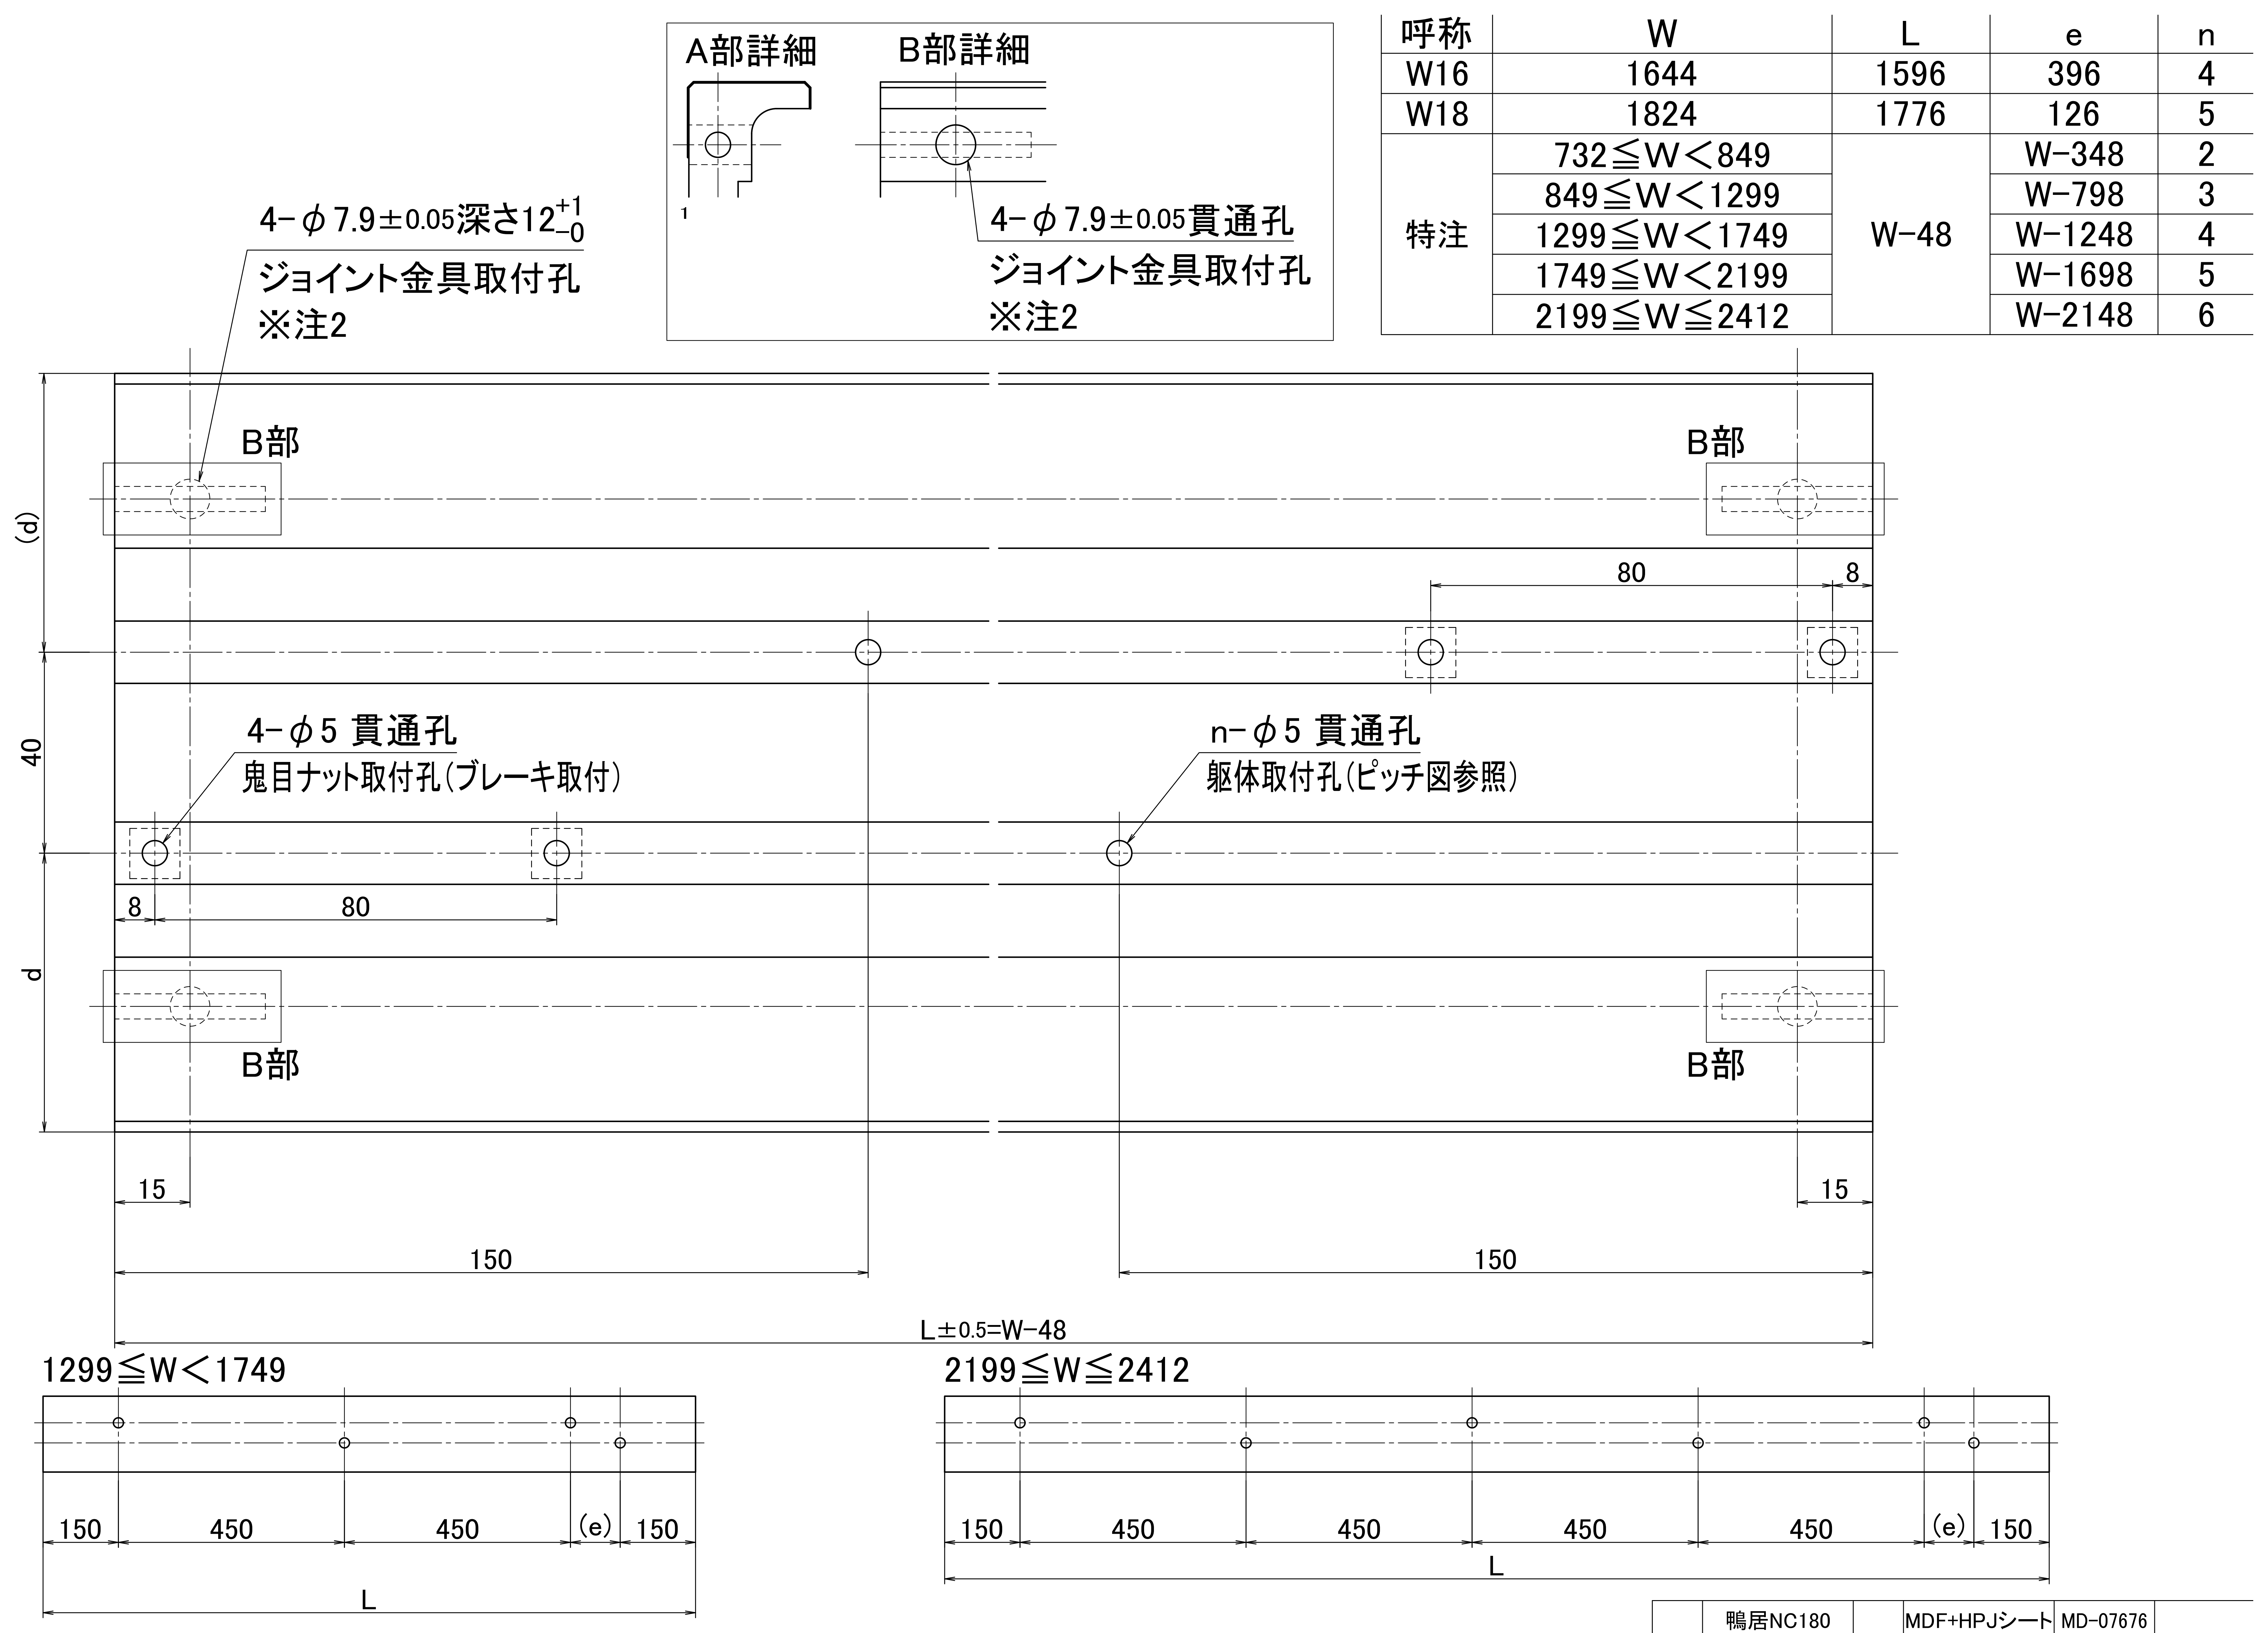 A部詳細
B部詳細
1
4-φ7.9±0.05貫通孔
ジョイント金具取付孔
※注2
呼称 W L e n
W16 1644 1596 396 4
W18 1824 1776 126 5
特注 732≦W<849 W-48 W-348 2
849≦W<1299 W-798 3
1299≦W<1749 W-1248 4
1749≦W<2199 W-1698 5
2199≦W≦2412 W-2148 6
4-φ7.9±0.05深さ12+1-0
ジョイント金具取付孔
※注2
B部
B部
(d)
80
8
40
4-φ5 貫通孔
鬼目ナット取付孔(ブレーキ取付)
n-φ5 貫通孔
躯体取付孔(ピッチ図参照)
8
80
d
B部
B部
15
15
150
150
L±0.5=W-48
1299≦W<1749
150 450 450 (e) 150
L
2199≦W≦2412
150 450 450 450 450 (e) 150
L
鴨居NC180 MDF+HPJシート MD-07676